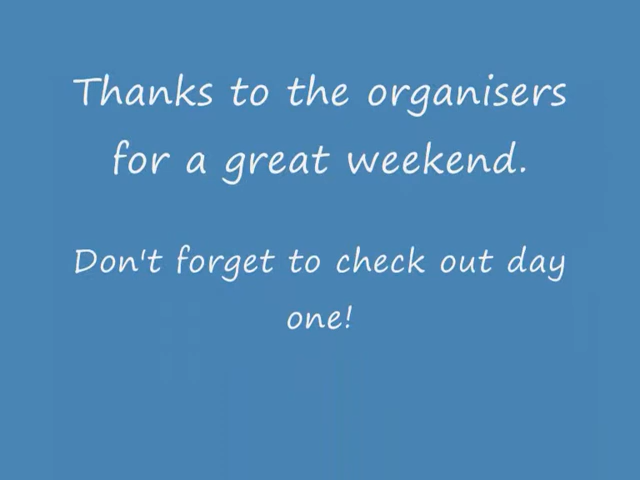 Thanks to the organisers
for a great weekend.
Don't forget to check out day
one!